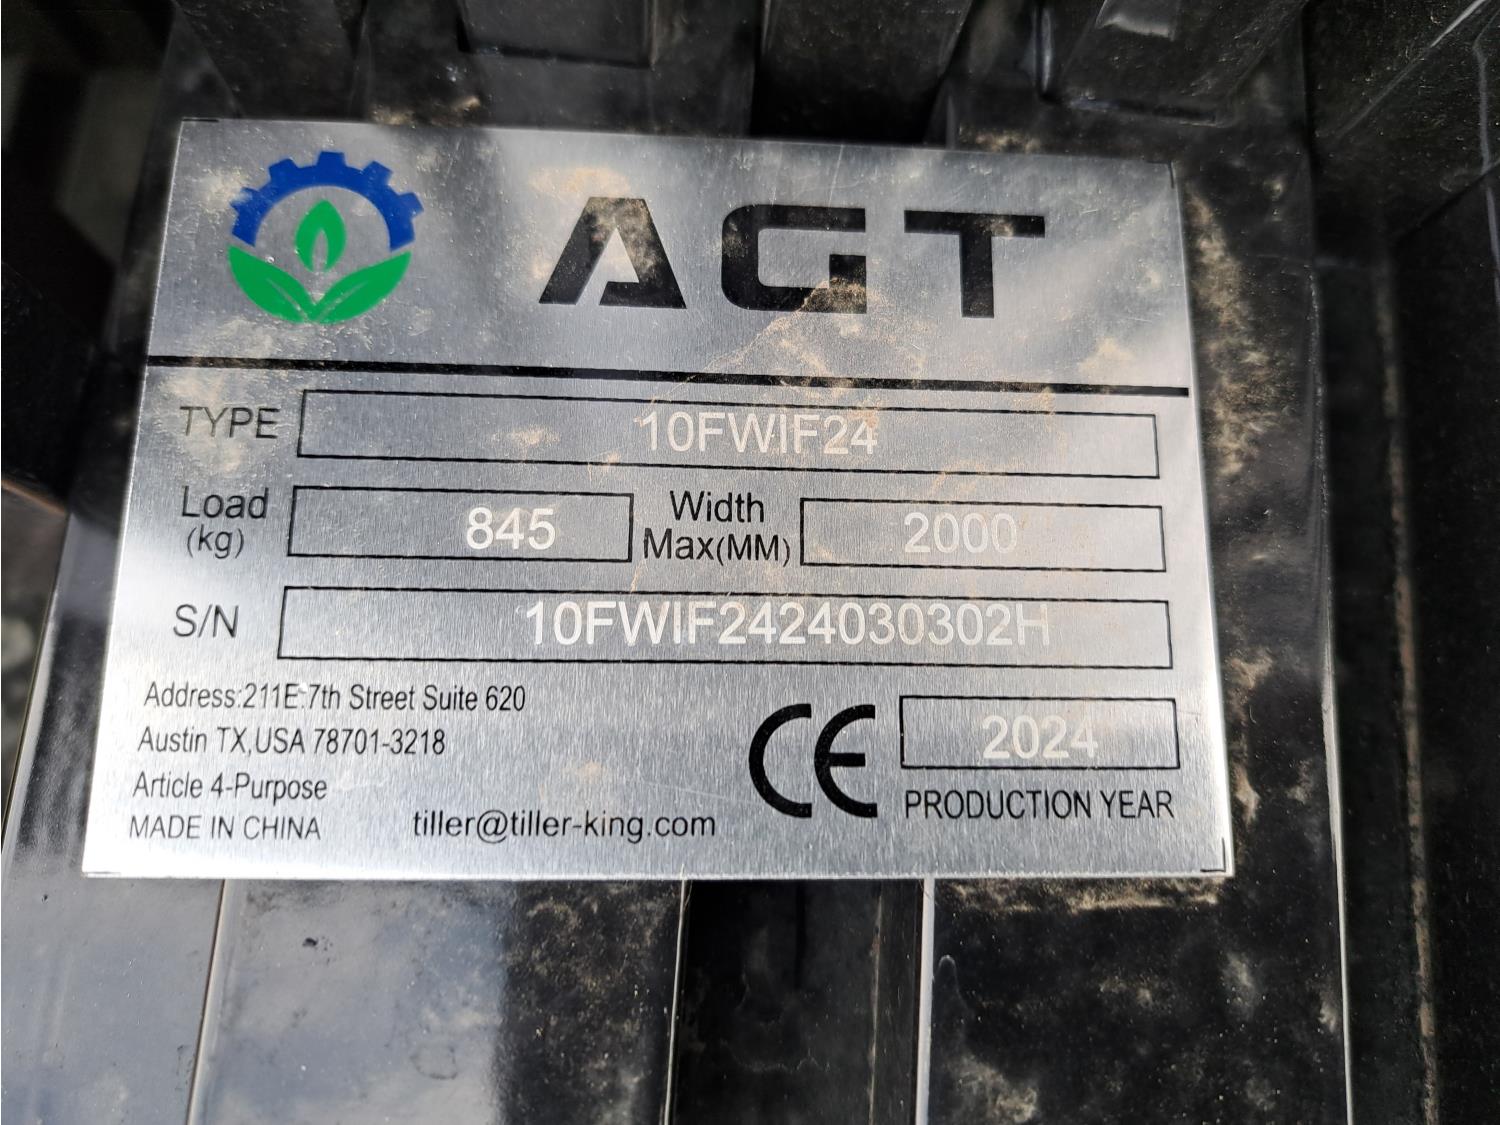 AGT
TYPE 10FWIF24
Load (kg) 845 Width Max(MM) 2000
S/N 10FWIF2424030302H
Address:211E.7th Street Suite 620
Austin TX,USA 78701-3218
Article 4-Purpose
MADE IN CHINA
tiller@tiller-king.com
CE
2024
PRODUCTION YEAR